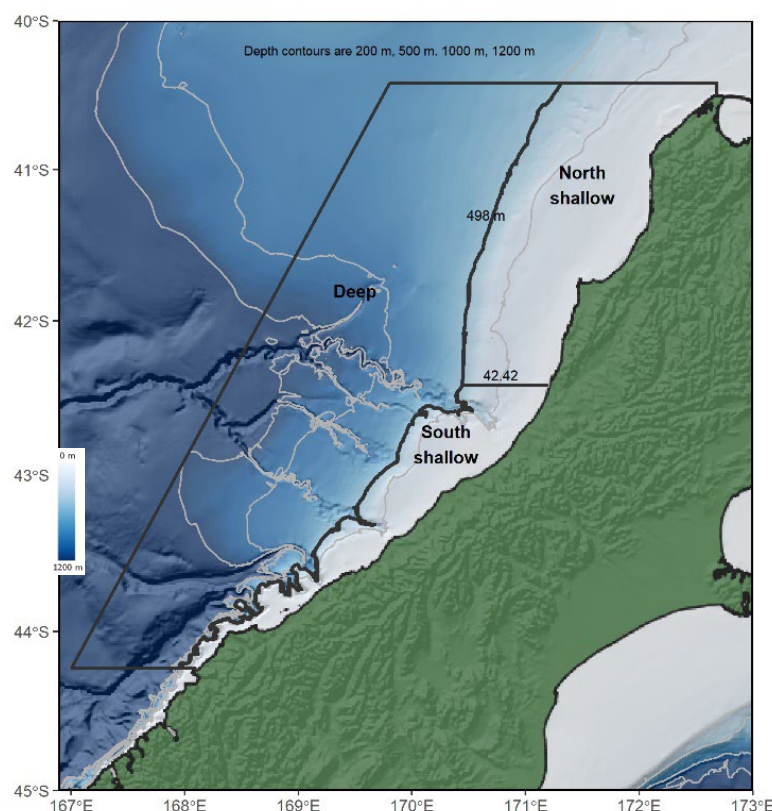 40°S
Depth contours are 200 m, 500 m. 1000 m, 1200 m
41°S
North
shallow
498 m
Deep
42°S
42.42
South
shallow
43°S
0 m
1200 m
44°S
45°S
167°E 168°E 169°E 170°E 171°E 172°E 173°E